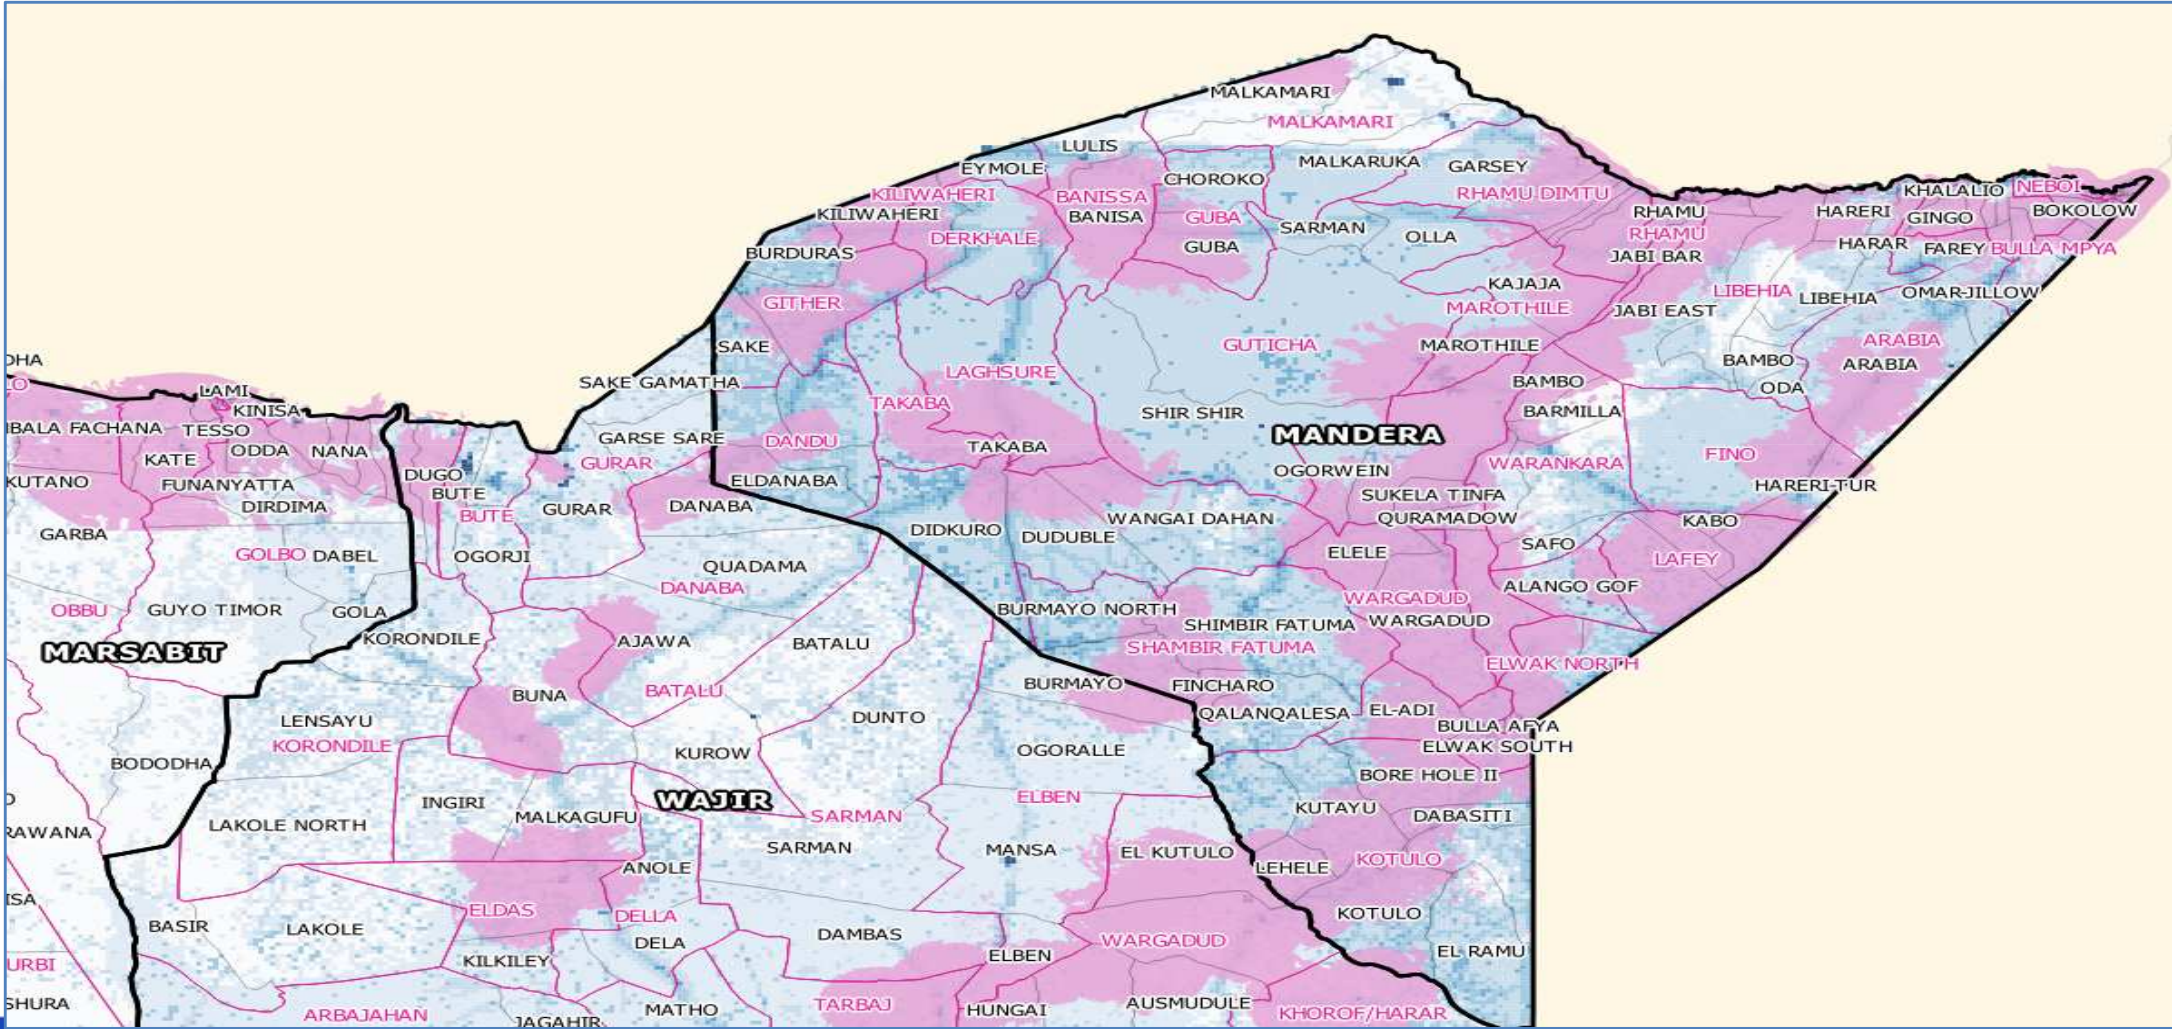 MALKAMARI
MALKAMARI
LULIS
EYMOLE
MALKARUKA
GARSEY
CHOROKO
KILIWAHERI
BANISSA
RHAMU DIMTU
KHALALIO
NEBOI
KILIWAHERI
BANISA
GUBA
RHAMU
HARERI
GINGO
BOKOLOW
SARMAN
OLLA
RHAMU
DERKHALE
GUBA
HARAR
FAREY
BULLA MPYA
BURDURAS
JABI BAR
KAJAJA
LIBEHIA
LIBEHIA
OMARJILLOW
GITHER
MAROTHILE
JABI EAST
SAKE
GUTICHA
MAROTHILE
ARABIA
OHA
BAMBO
ARABIA
LO
SAKE GAMATHA
LAGHSURE
BAMBO
ODA
LAMI
TAKABA
KINISA
SHIR SHIR
BARMILLA
BALA FACHANA
TESSO
GARSE SARE
DANDU
TAKABA
MANDERA
KATE
ODDA
NANA
GURAR
OGORWEIN
WARANKARA
FINO
KUTANO
FUNANYATTA
DUGO
ELDANABA
SUKELA TINFA
HARERI-TUR
BUTE
DIRDIMA
BUTE
GURAR
DANABA
WANGAI DAHAN
QURAMADOW
KABO
GARBA
DIDKURO
DUDUBLE
SAFO
GOLBO
DABEL
OGORJI
QUADAMA
ELELE
LAFEY
DANABA
ALANGO GOF
OBBU
GUYO TIMOR
GOLA
BURMAYO NORTH
WARGADUD
KORONDILE
AJAWA
BATALU
SHIMBIR FATUMA
WARGADUD
MARSABIT
SHAMBIR FATUMA
ELWAK NORTH
BUNA
BATALU
BURMAYO
FINCHARO
LENSAYU
DUNTO
QALANQALESA
EL-ADI
BULLA AFYA
KORONDILE
KUROW
OGORALLE
ELWAK SOUTH
BODODHA
BORE HOLE II
INGIRI
WAJIR
ELBEN
KUTAYU
DABASITI
RAWANA
LAKOLE NORTH
MALKAGUFU
SARMAN
SARMAN
MANSA
EL KUTULO
KOTULO
ANOLE
LEHELE
ISA
ELDAS
DELLA
KOTULO
BASIR
LAKOLE
DELA
DAMBAS
WARGADUD
URBI
KILKILEY
ELBEN
EL RAMU
SHURA
ARBAJAHAN
JAGAHIR
MATHO
TARBAJ
HUNGAI
AUSMUDULE
KHOROF/HARAR